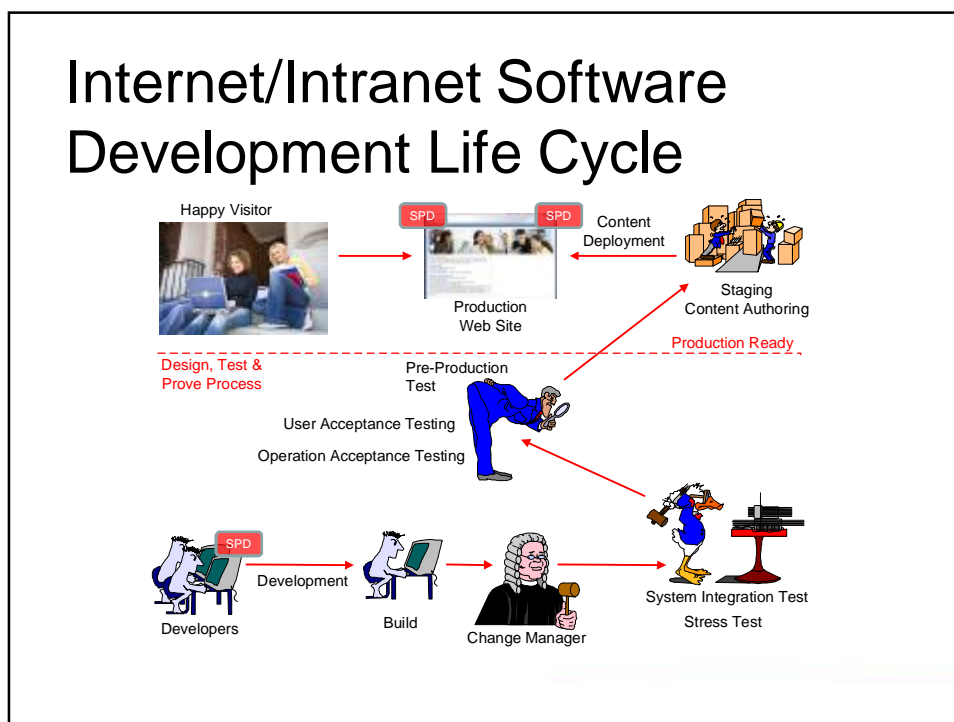 Internet/Intranet Software
Development Life Cycle
Happy Visitor
SPD
SPD
Content
Deployment
Production
Web Site
Staging
Content Authoring
Production Ready
Design, Test &
Prove Process
Pre-Production
Test
User Acceptance Testing
Operation Acceptance Testing
SPD
Development
Developers
Build
Change Manager
System Integration Test
Stress Test